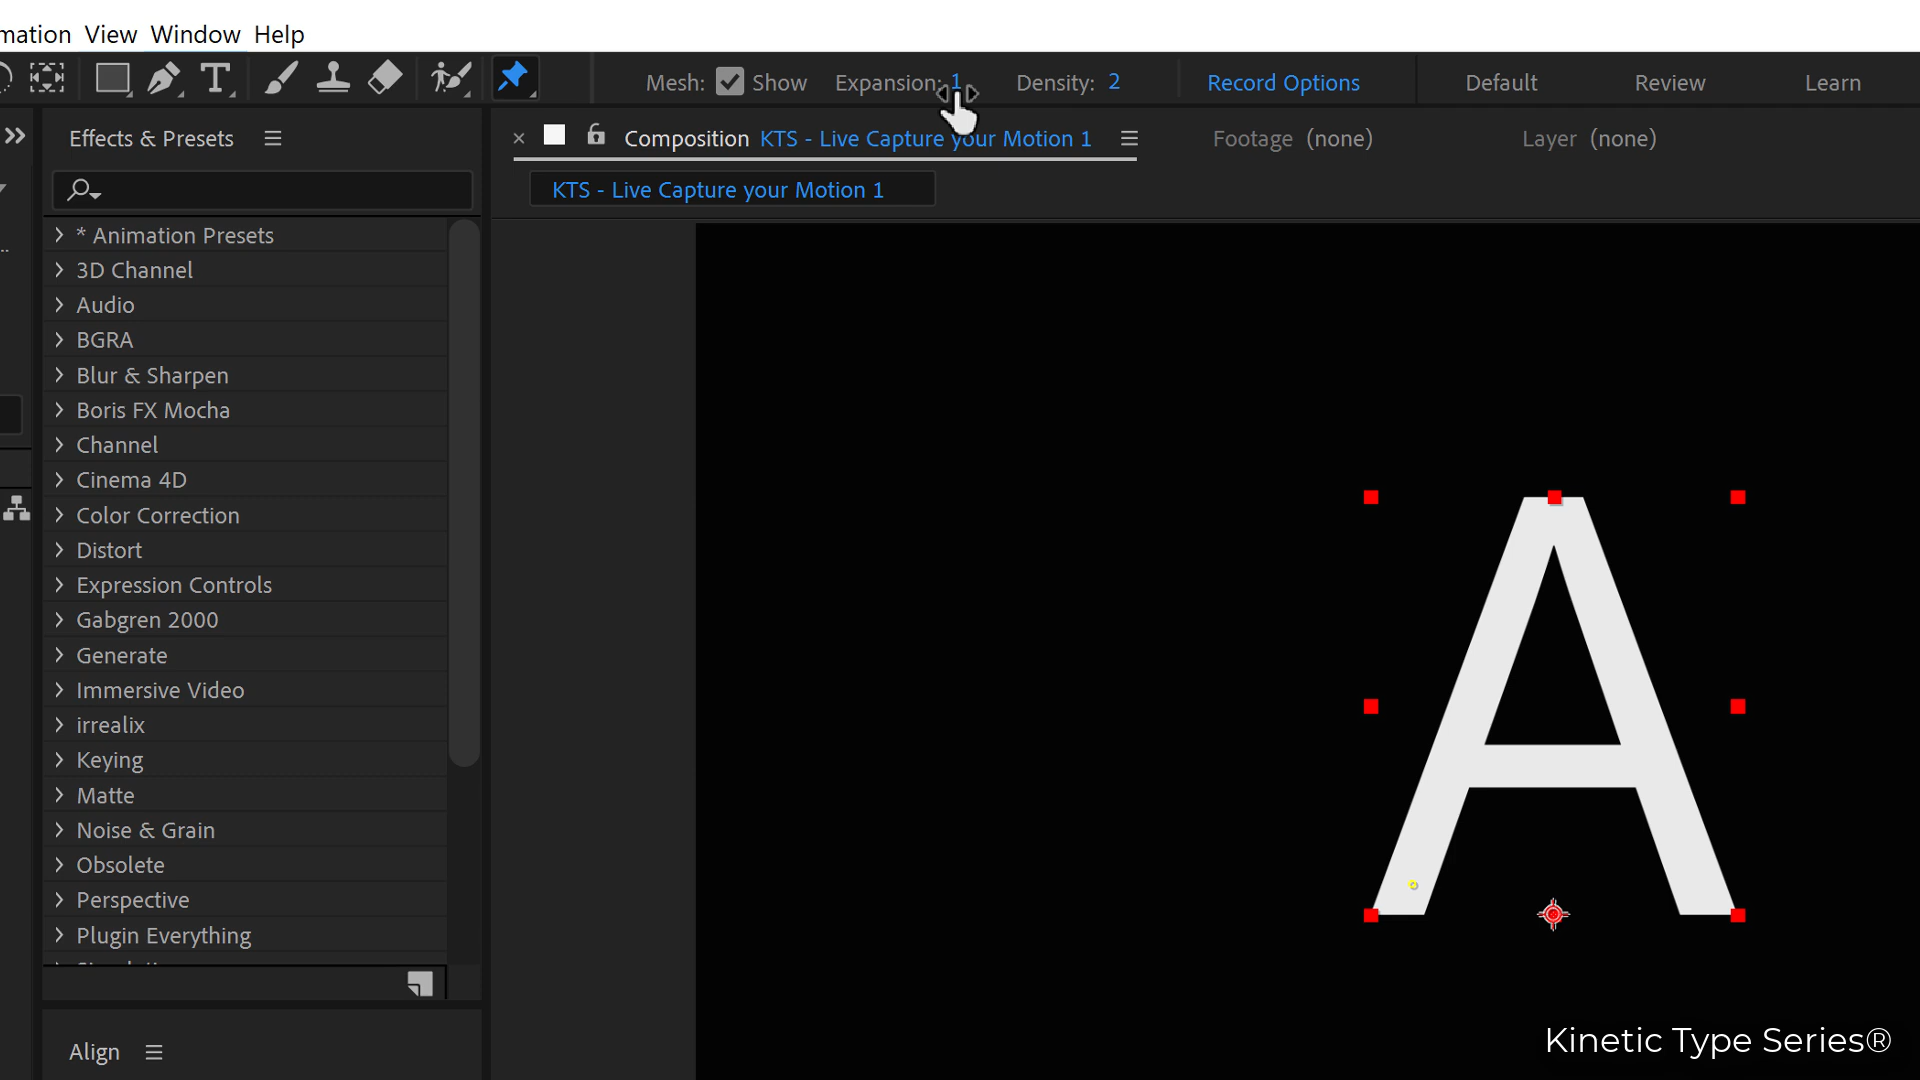 mation View Window Help
Mesh: Show Expansion: 1 Density: 2 Record Options Default Review Learn
Effects & Presets
Composition KTS - Live Capture your Motion 1 Footage (none) Layer (none)
KTS - Live Capture your Motion 1
* Animation Presets
3D Channel
Audio
BGRA
Blur & Sharpen
Boris FX Mocha
Channel
Cinema 4D
Color Correction
Distort
Expression Controls
Gabgren 2000
Generate
Immersive Video
irrealix
Keying
Matte
Noise & Grain
Obsolete
Perspective
Plugin Everything
A
Align
Kinetic Type Series®